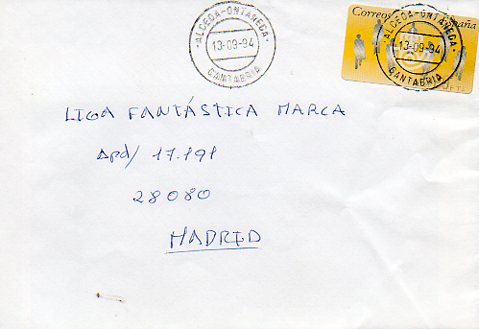 ALCEDA-ONTANEDA
13-09-94
CANTABRIA
Correos España
ALCEDA-ONTANEDA
13-09-94
CANTABRIA
LIGA FANTÁSTICA MARCA
Apd/ 17.191
28080
MADRID